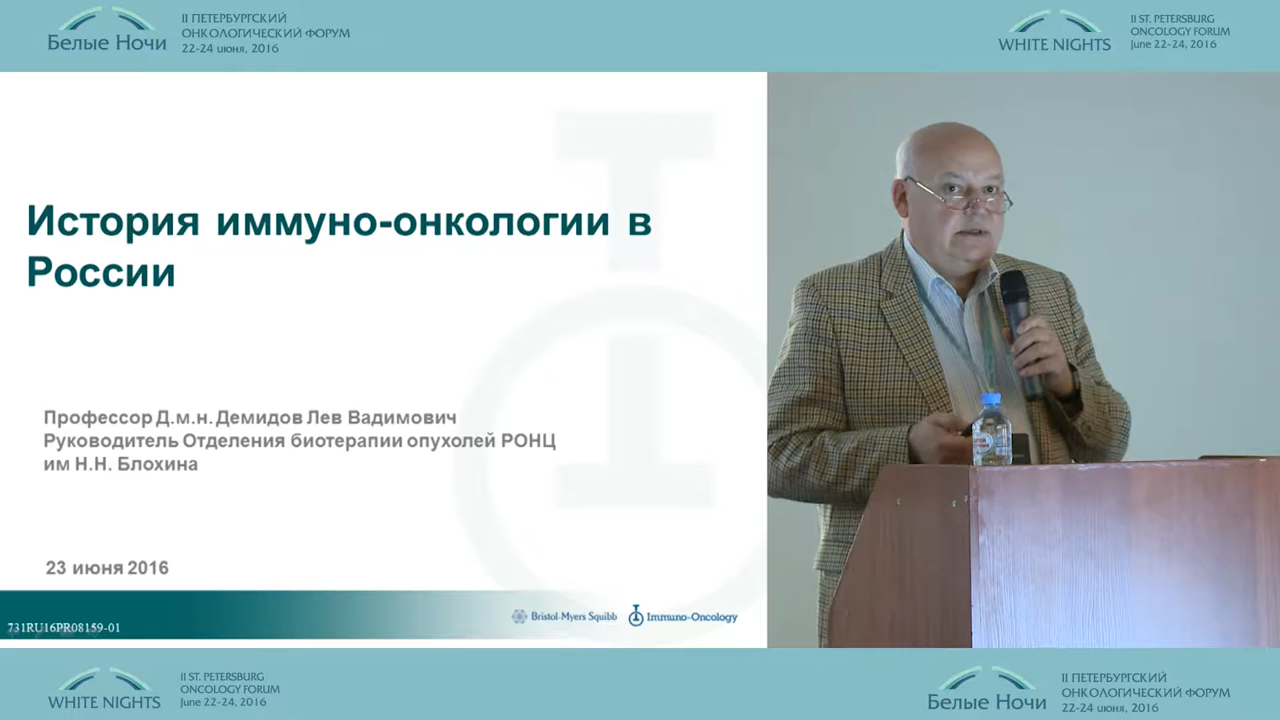 Белые Ночи
II ПЕТЕРБУРГСКИЙ
ОНКОЛОГИЧЕСКИЙ ФОРУМ
22-24 июня, 2016
WHITE NIGHTS
II ST. PETERSBURG
ONCOLOGY FORUM
June 22-24, 2016
История иммуно-онкологии в
России
Профессор Д.м.н. Демидов Лев Вадимович
Руководитель Отделения биотерапии опухолей РОНЦ
им Н.Н. Блохина
23 июня 2016
731RU16PR08159-01
Bristol-Myers Squibb
Immuno-Oncology
WHITE NIGHTS
II ST. PETERSBURG
ONCOLOGY FORUM
June 22-24, 2016
Белые Ночи
II ПЕТЕРБУРГСКИЙ
ОНКОЛОГИЧЕСКИЙ ФОРУМ
22-24 июня, 2016